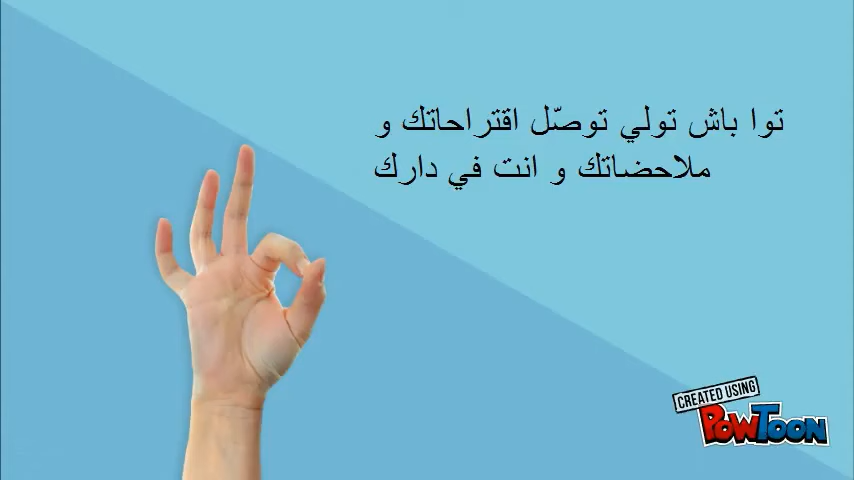 توا باش تولي توصّل اقتراحاتك و
ملاحضاتك و انت في دارك
CREATED USING
POWTOON